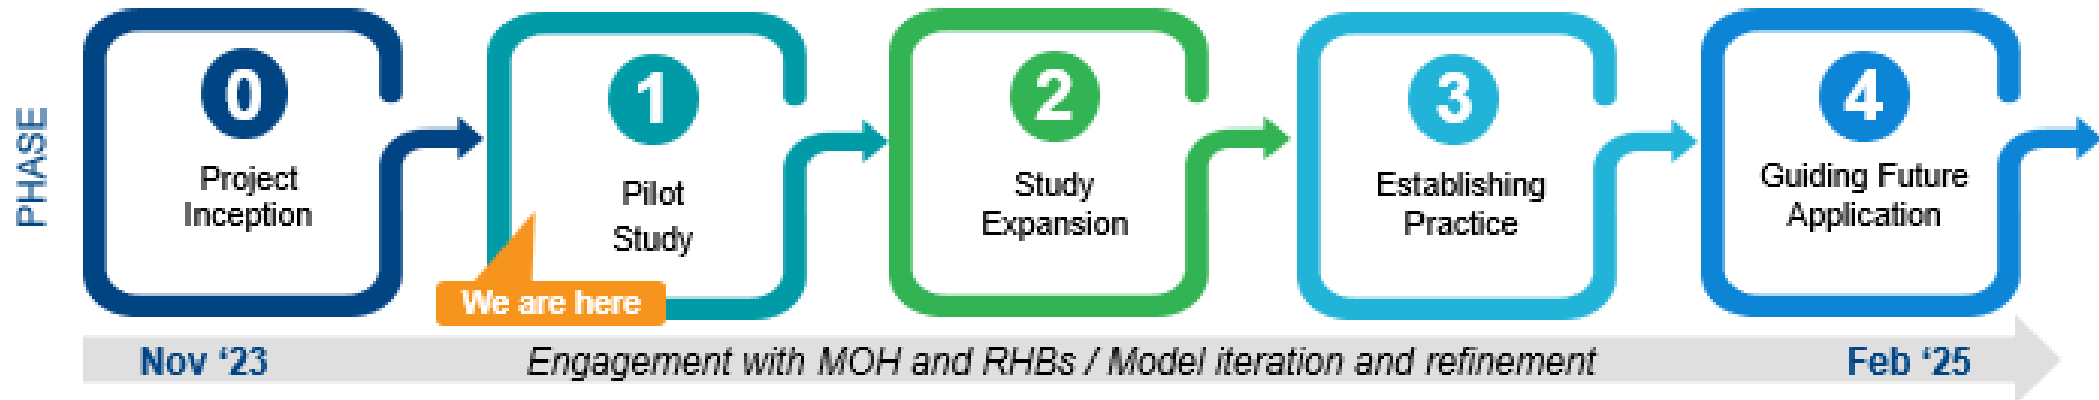 PHASE
0
Project
Inception
1
Pilot
Study
We are here
2
Study
Expansion
3
Establishing
Practice
4
Guiding Future
Application
Nov ‘23
Engagement with MOH and RHBs / Model iteration and refinement
Feb ‘25